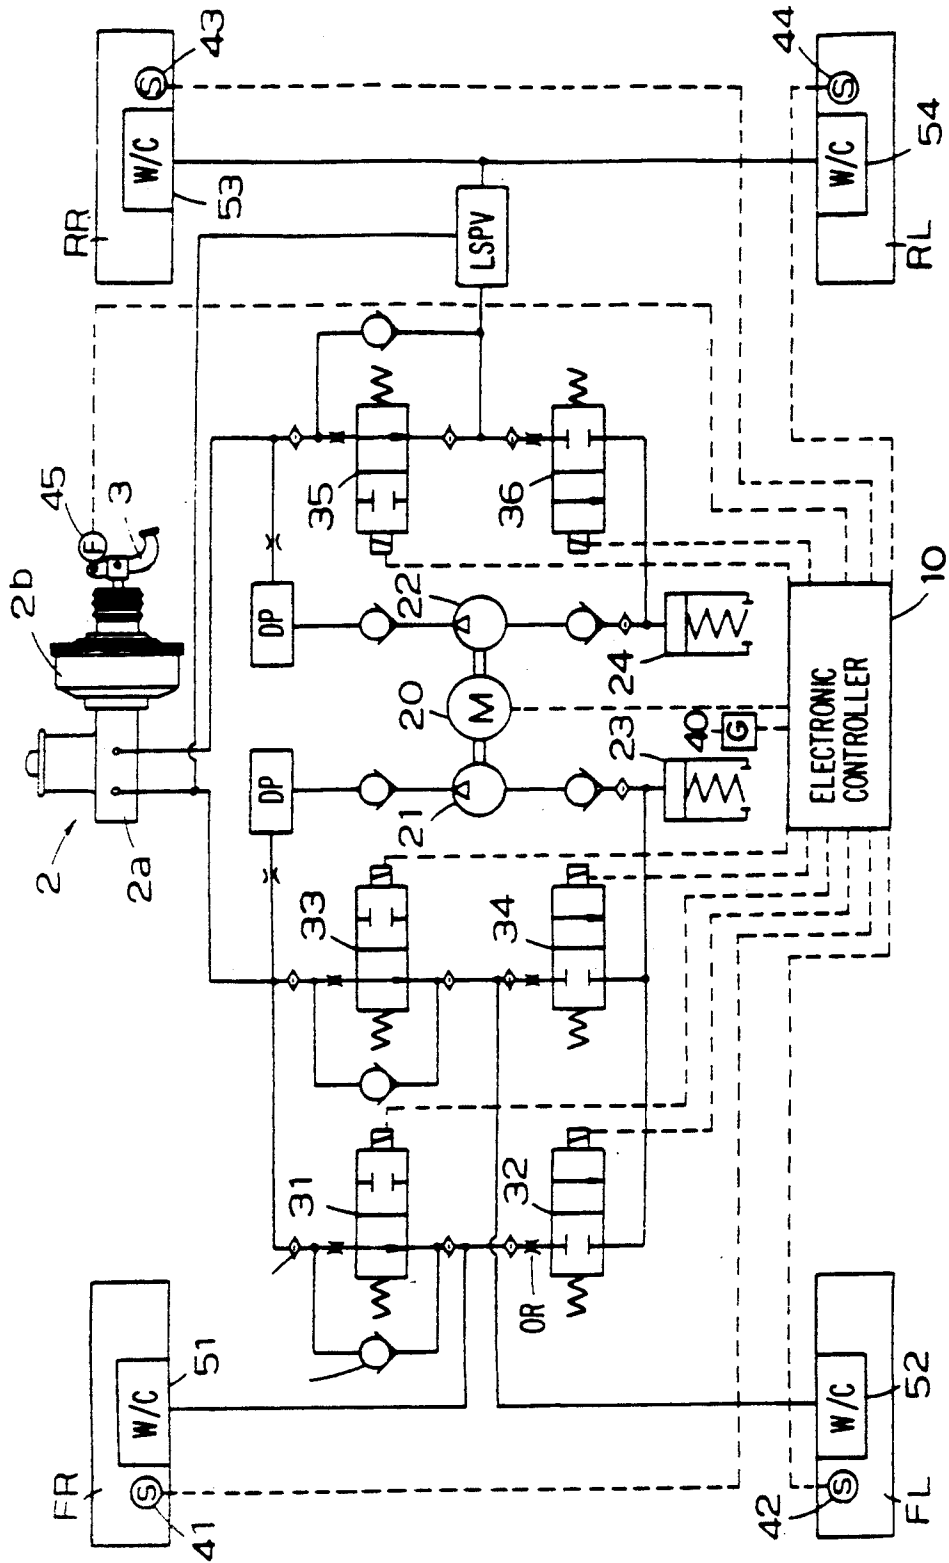 FR
W/C
51
S
41
FL
W/C
52
S
42
RR
W/C
53
S
43
RL
W/C
54
S
44
2
2a
2b
3
F
45
DP
DP
31
32
OR
33
34
35
36
LSPV
M
20
21
22
23
24
G
40
ELECTRONIC
CONTROLLER
10